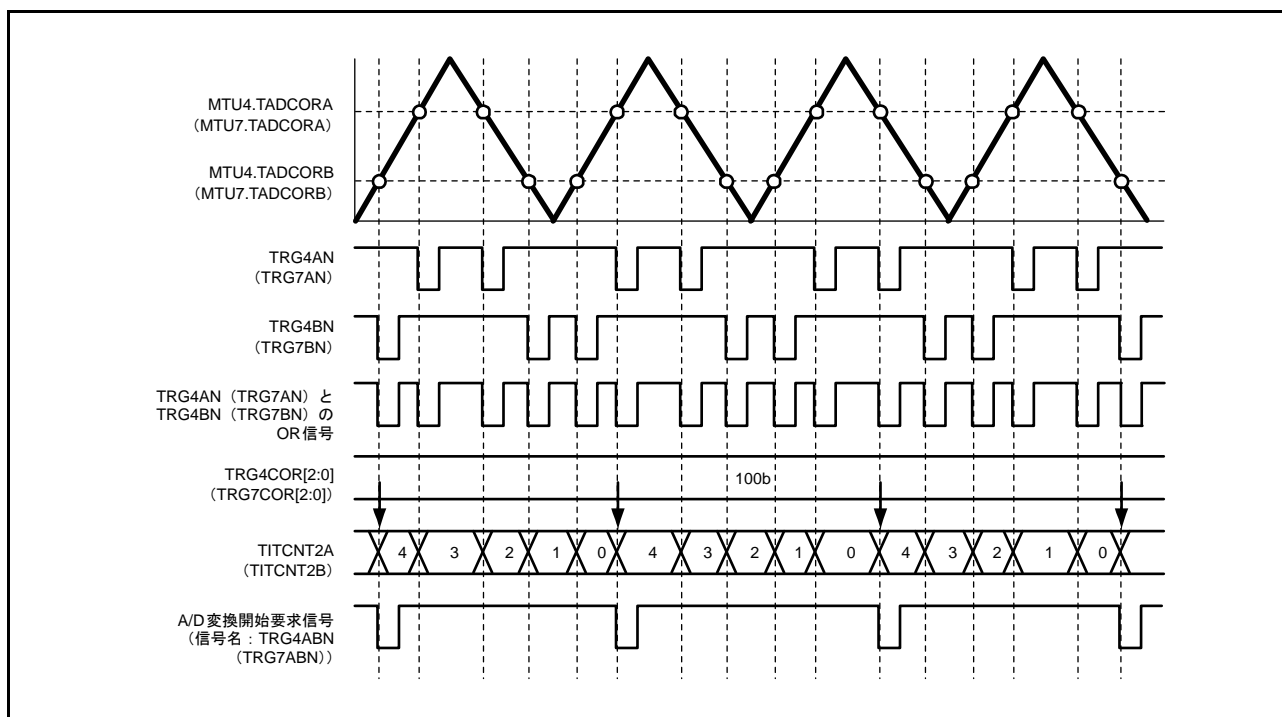 MTU4.TADCORA
（MTU7.TADCORA）
MTU4.TADCORB
（MTU7.TADCORB）
TRG4AN
（TRG7AN）
TRG4BN
（TRG7BN）
TRG4AN（TRG7AN）と
TRG4BN（TRG7BN）の
OR信号
TRG4COR[2:0]
（TRG7COR[2:0]）
100b
TITCNT2A
（TITCNT2B）
4 3 2 1 0 4 3 2 1 0 4 3 2 1 0
A/D変換開始要求信号
（信号名：TRG4ABN
（TRG7ABN））